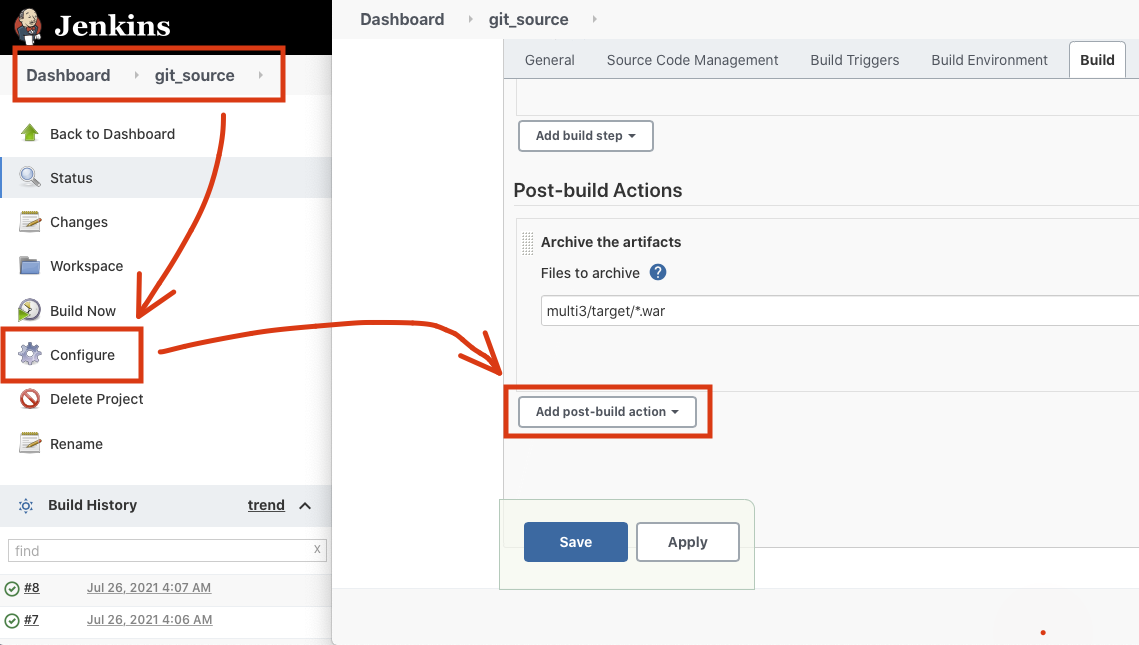 Jenkins
Dashboard git_source
Back to Dashboard
Status
Changes
Workspace
Build Now
Configure
Delete Project
Rename
Build History trend
find X
#8 Jul 26, 2021 4:07 AM
#7 Jul 26, 2021 4:06 AM
Dashboard git_source
General Source Code Management Build Triggers Build Environment Build
Add build step
Post-build Actions
Archive the artifacts
Files to archive ?
multi3/target/*.war
Add post-build action
Save Apply